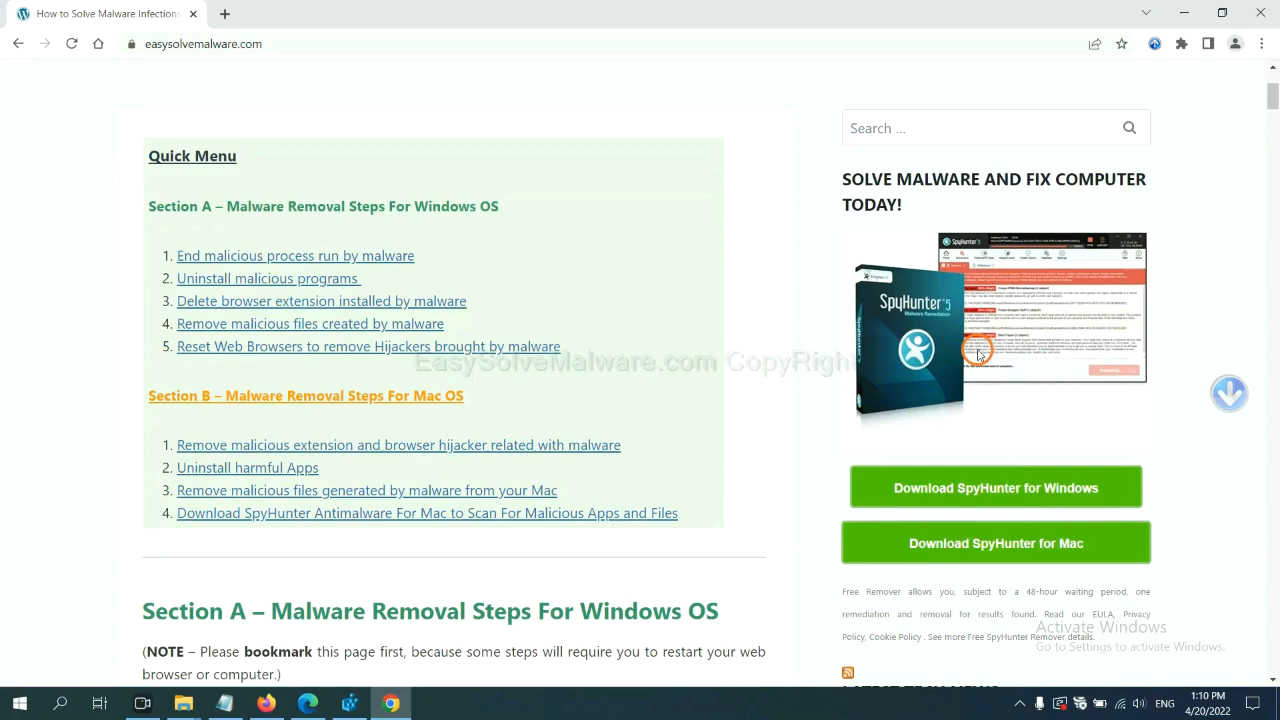 How to Solve Malware Infections
easysolvemalware.com
Search ...
Quick Menu
SOLVE MALWARE AND FIX COMPUTER
TODAY!
Section A – Malware Removal Steps For Windows OS
1. End malicious process run by malware
2. Uninstall malicious programs
3. Delete browser extension installed by malware
4. Remove malicious files created by malware
5. Reset Web Browser to remove Hijackers brought by malware
SpyHunter 5
Malware Remediation
Section B – Malware Removal Steps For Mac OS
1. Remove malicious extension and browser hijacker related with malware
2. Uninstall harmful Apps
3. Remove malicious files generated by malware from your Mac
4. Download SpyHunter Antimalware For Mac to Scan For Malicious Apps and Files
Download SpyHunter for Windows
Download SpyHunter for Mac
Free Remover allows you, subject to a 48-hour waiting period, one
remediation and removal for results found. Read our EULA, Privacy
Policy, Cookie Policy . See more Free SpyHunter Remover details.
Section A – Malware Removal Steps For Windows OS
(NOTE – Please bookmark this page first, because some steps will require you to restart your web
browser or computer.)
Activate Windows
Go to Settings to activate Windows.
LATEST TECH NEWS
ENG
1:10 PM
4/20/2022